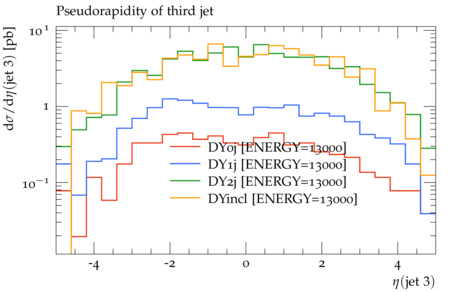 Pseudorapidity of third jet
dσ/dη(jet 3) [pb]
10¹
1
10⁻¹
DY0j [ENERGY=13000]
DY1j [ENERGY=13000]
DY2j [ENERGY=13000]
DYincl [ENERGY=13000]
-4 -2 0 2 4
η(jet 3)